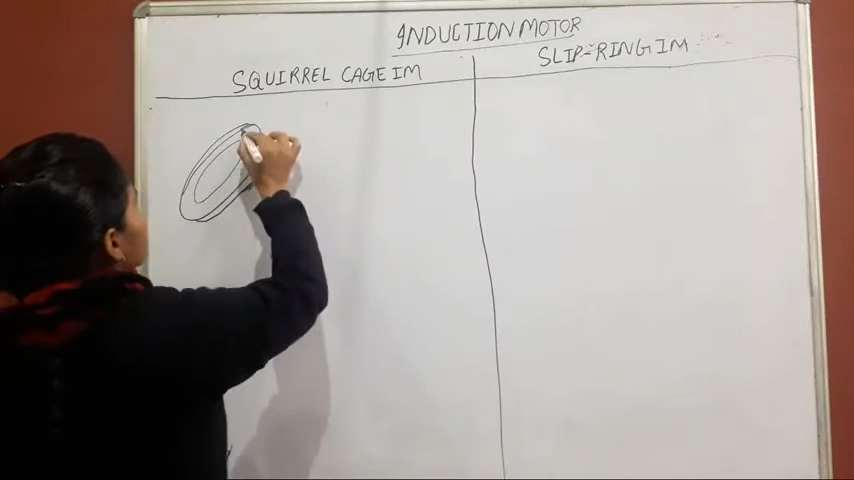 INDUCTION MOTOR
SQUIRREL CAGE IM
SLIP-RING IM